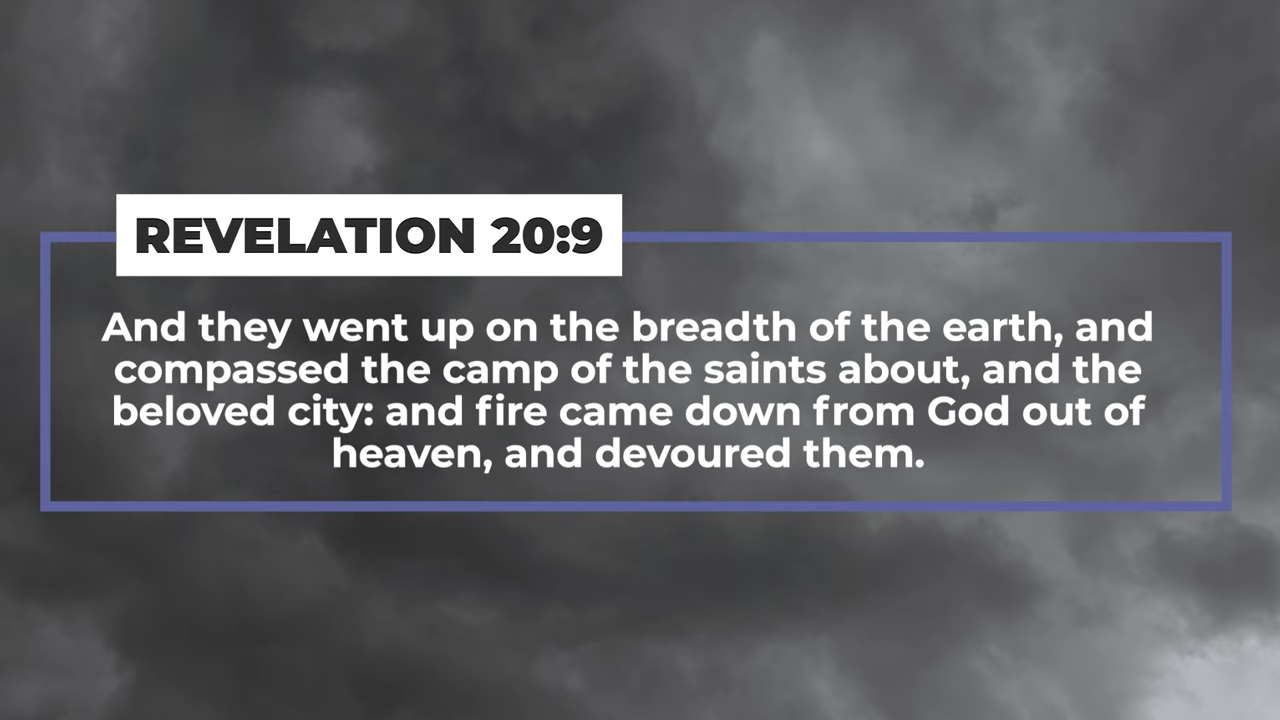 REVELATION 20:9
And they went up on the breadth of the earth, and
compassed the camp of the saints about, and the
beloved city: and fire came down from God out of
heaven, and devoured them.